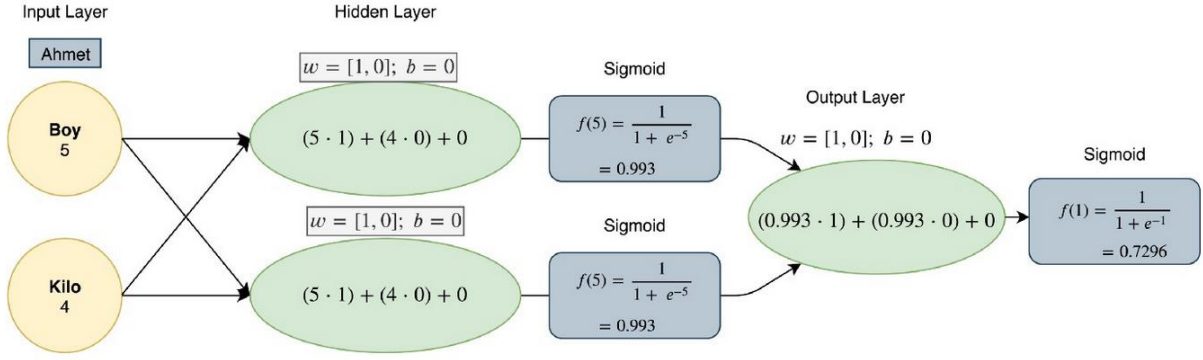 Input Layer
Hidden Layer
Ahmet
w = [1, 0]; b = 0
Sigmoid
Boy
5
(5 · 1) + (4 · 0) + 0
f(5) = 1 / (1 + e^{-5})
= 0.993
Output Layer
w = [1, 0]; b = 0
Sigmoid
w = [1, 0]; b = 0
Sigmoid
(0.993 · 1) + (0.993 · 0) + 0
f(1) = 1 / (1 + e^{-1})
= 0.7296
Kilo
4
(5 · 1) + (4 · 0) + 0
f(5) = 1 / (1 + e^{-5})
= 0.993